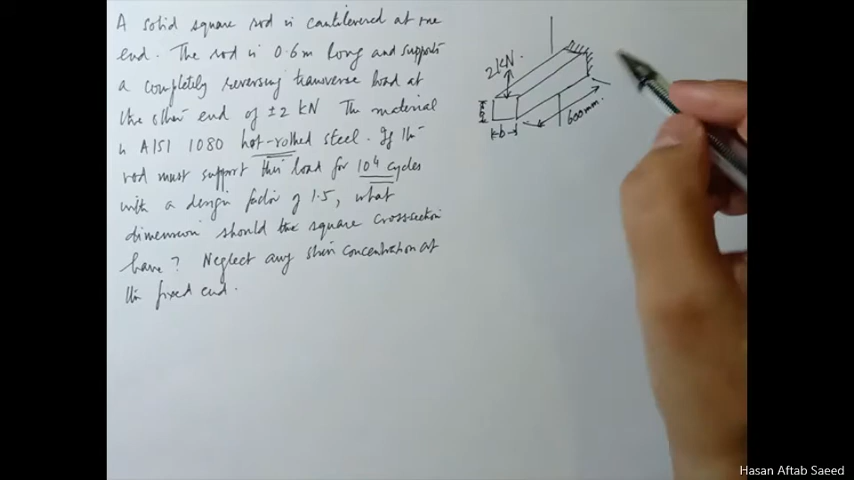 A solid square rod is cantilevered at one
end. The rod is 0.6m long and supports
a completely reversing transverse load at
the other end of ±2 kN The material
is AISI 1080 hot-rolled steel. If the
rod must support this load for 104 cycles
with a design factor of 1.5, what
dimension should the square cross-section
have? Neglect any stress concentration at
the fixed end.
2kN.
b
b
600mm.
Hasan Aftab Saeed